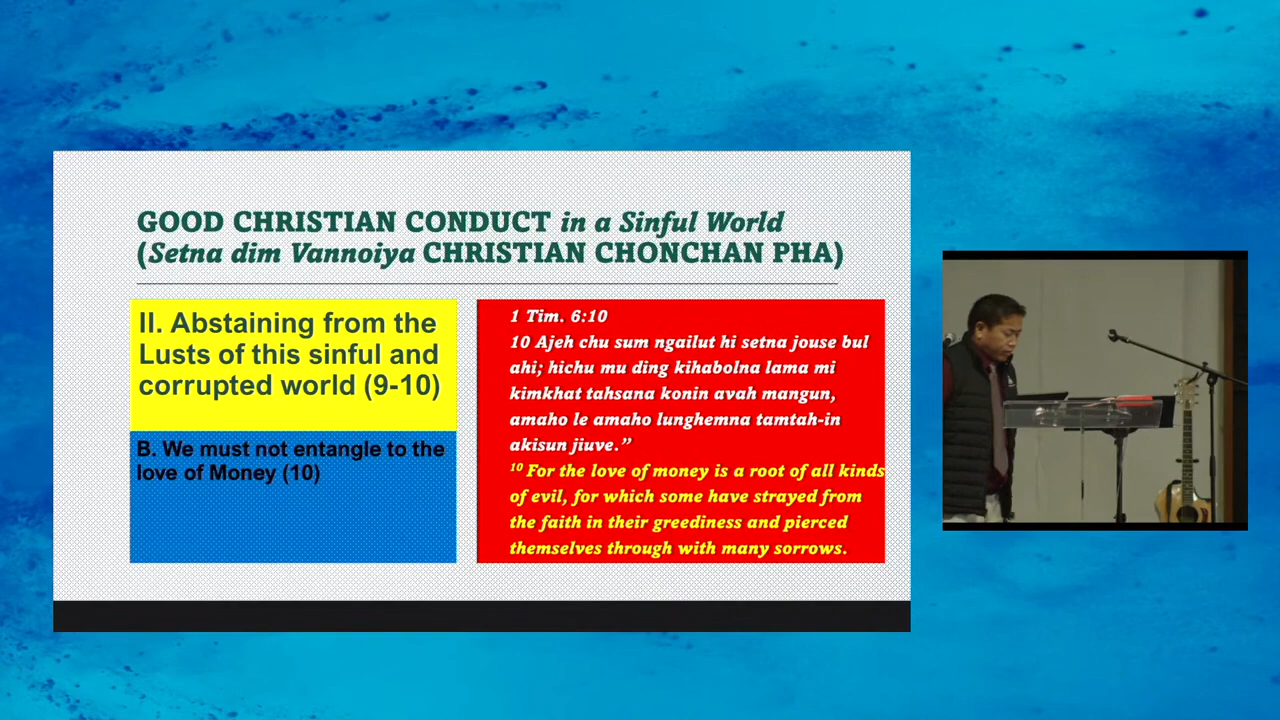 GOOD CHRISTIAN CONDUCT in a Sinful World
(Setna dim Vannoiya CHRISTIAN CHONCHAN PHA)
II. Abstaining from the
Lusts of this sinful and
corrupted world (9-10)
B. We must not entangle to the
love of Money (10)
1 Tim. 6:10
10 Ajeh chu sum ngailut hi setna jouse bul
ahi; hichu mu ding kihabolna lama mi
kimkhat tahsana konin avah mangun,
amaho le amaho lunghemna tamtah-in
akisun jiuve.”
10 For the love of money is a root of all kinds
of evil, for which some have strayed from
the faith in their greediness and pierced
themselves through with many sorrows.